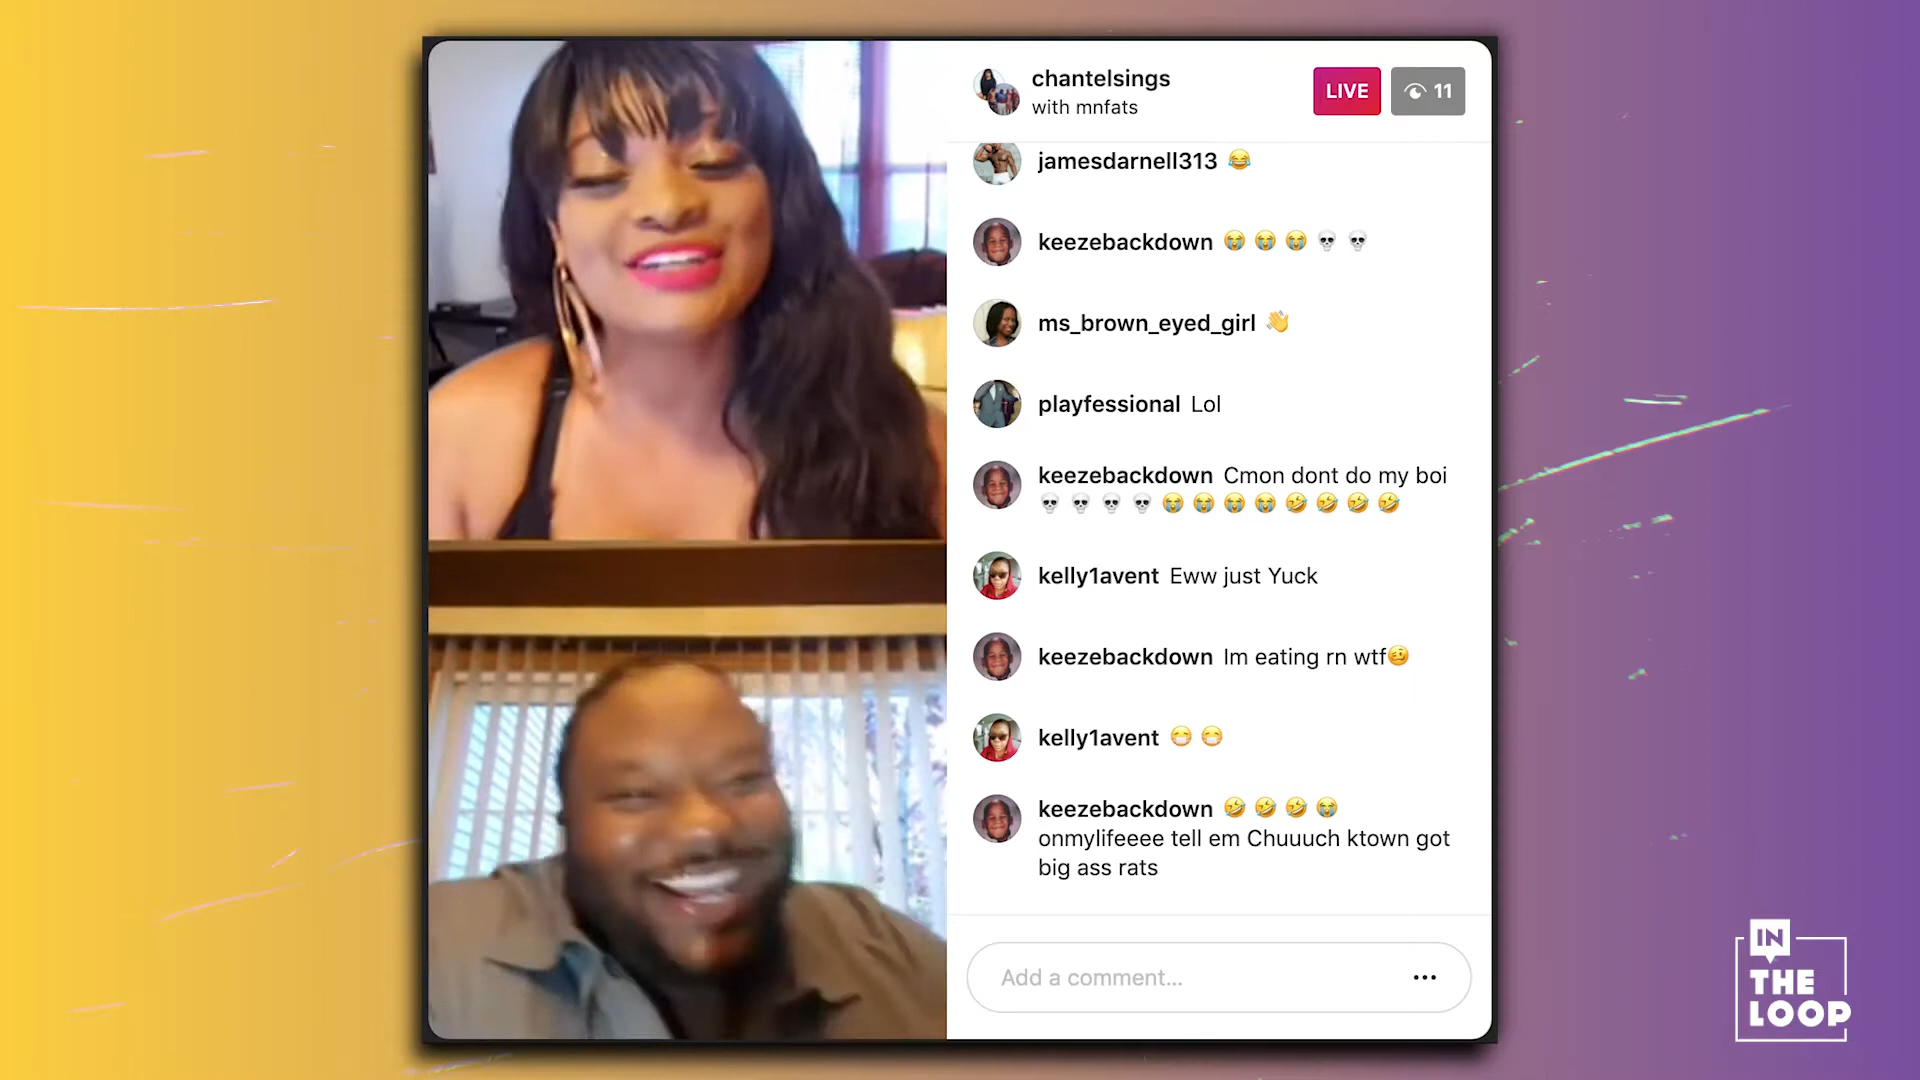 chantelsings
with mnfats
LIVE
11
jamesdarnell313 😂
keezebackdown 😭 😭 😭 💀 💀
ms_brown_eyed_girl 👋
playfessional Lol
keezebackdown Cmon dont do my boi
💀 💀 💀 💀 😭 😭 😭 😭 🤣 🤣 🤣 🤣
kelly1avent Eww just Yuck
keezebackdown Im eating rn wtf🥴
kelly1avent 😷 😷
keezebackdown 🤣 🤣 🤣 😭
onmylifeeee tell em Chuuuch ktown got
big ass rats
Add a comment...
IN
THE
LOOP